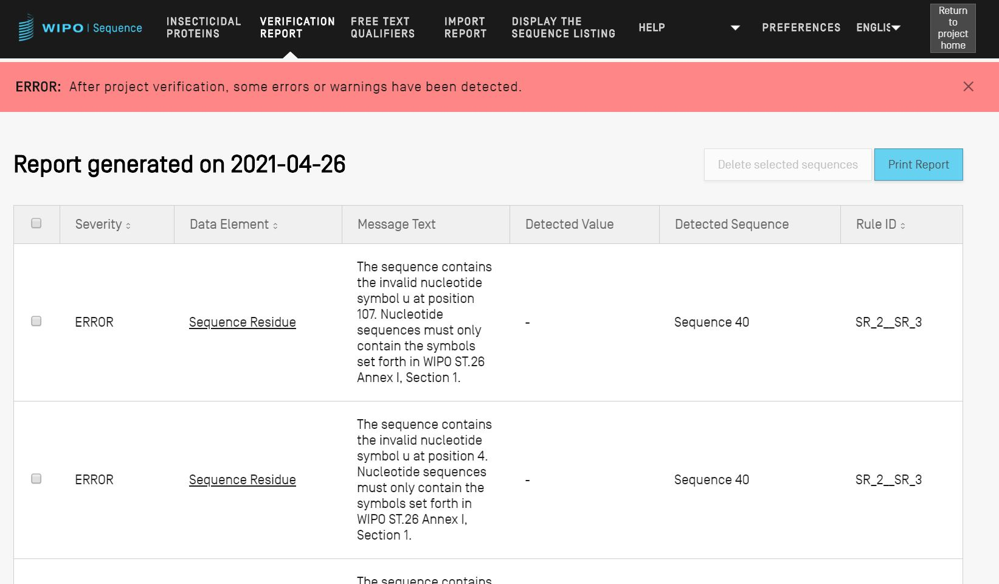 WIPO | Sequence
INSECTICIDAL PROTEINS
VERIFICATION REPORT
FREE TEXT QUALIFIERS
IMPORT REPORT
DISPLAY THE SEQUENCE LISTING
HELP
PREFERENCES
ENGLIS
Return to project home
ERROR: After project verification, some errors or warnings have been detected.
Report generated on 2021-04-26
Delete selected sequences
Print Report
Severity Data Element Message Text Detected Value Detected Sequence Rule ID
The sequence contains
the invalid nucleotide
symbol u at position
107. Nucleotide
sequences must only
contain the symbols
set forth in WIPO ST.26
Annex I, Section 1.
ERROR Sequence Residue - Sequence 40 SR_2__SR_3
The sequence contains
the invalid nucleotide
symbol u at position 4.
Nucleotide sequences
must only contain the
symbols set forth in
WIPO ST.26 Annex I,
Section 1.
ERROR Sequence Residue - Sequence 40 SR_2__SR_3
The sequence contains